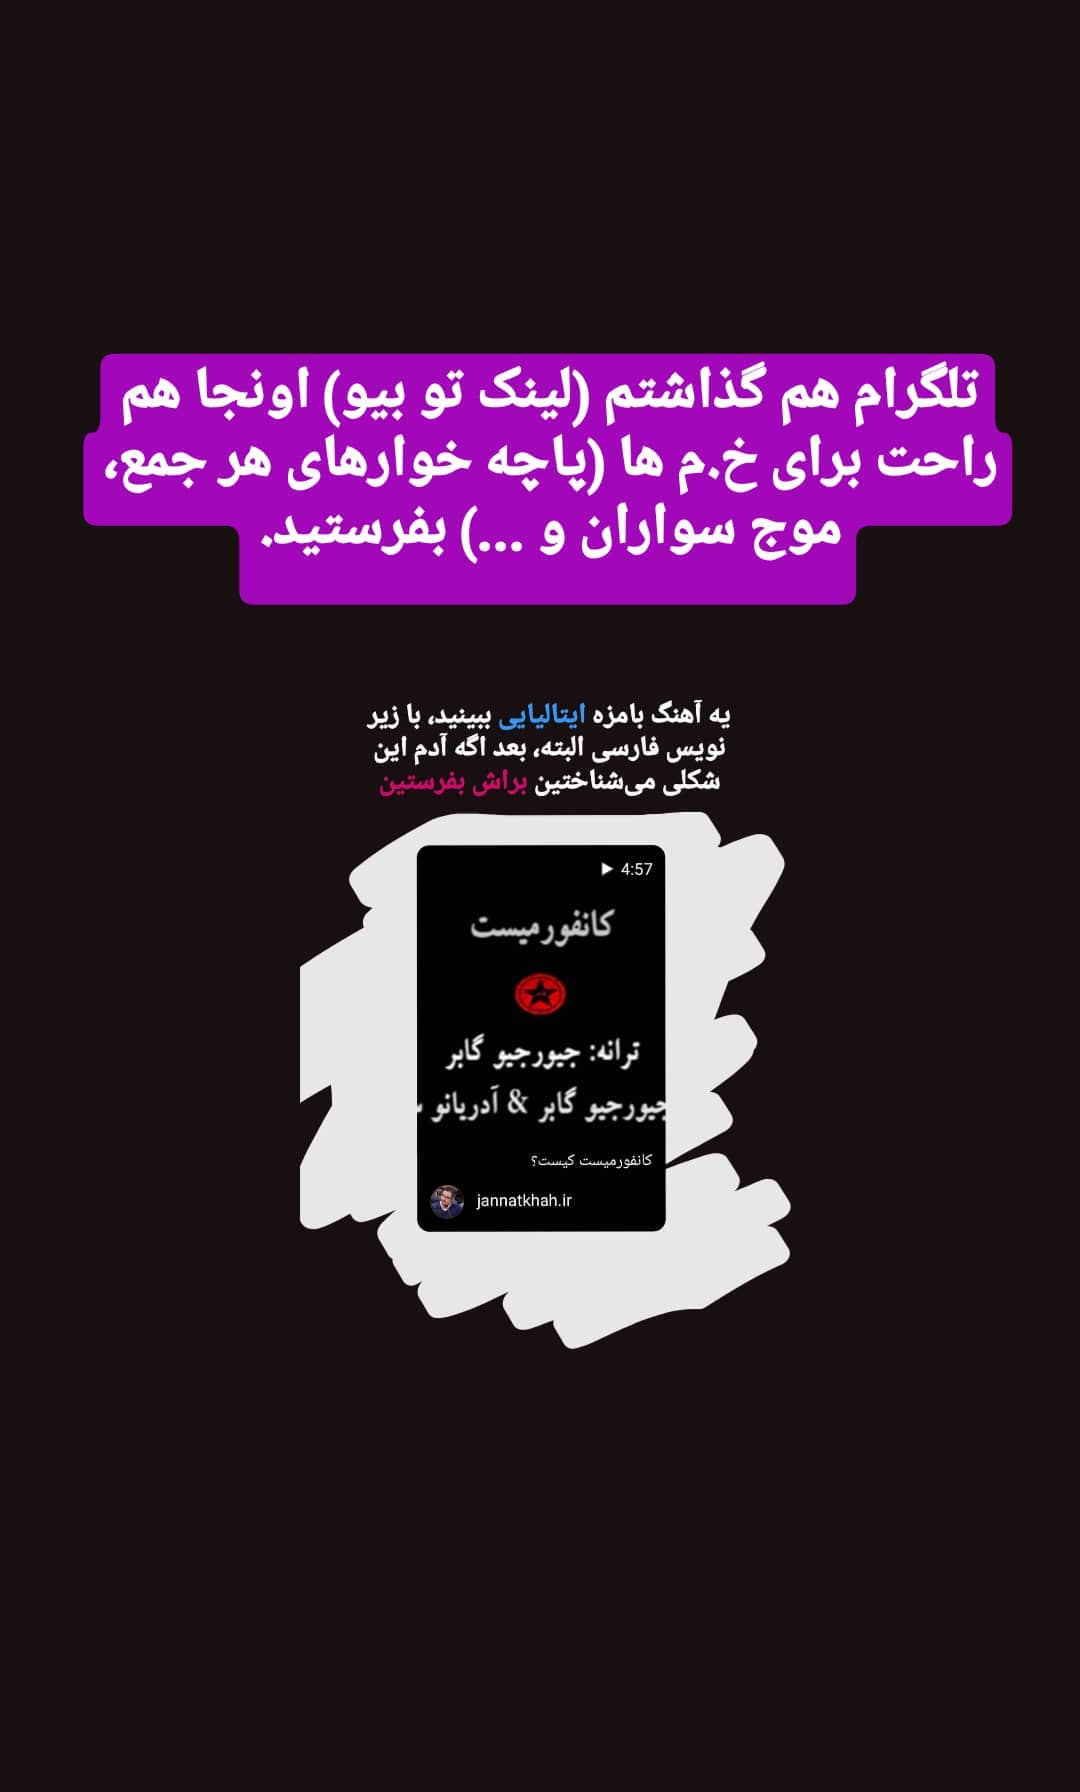 تلگرام هم گذاشتم (لینک تو بیو) اونجا هم
راحت برای خ.م ها (پاچه خوارهای هر جمع،
موج سواران و ...) بفرستید.
یه آهنگ بامزه ایتالیایی ببینید، با زیر
نویس فارسی البته، بعد اگه آدم این
شکلی می‌شناختین براش بفرستین
4:57
کانفورمیست
ترانه: جیورجیو گابر
جیورجیو گابر & آدریانو
کانفورمیست کیست؟
jannatkhah.ir